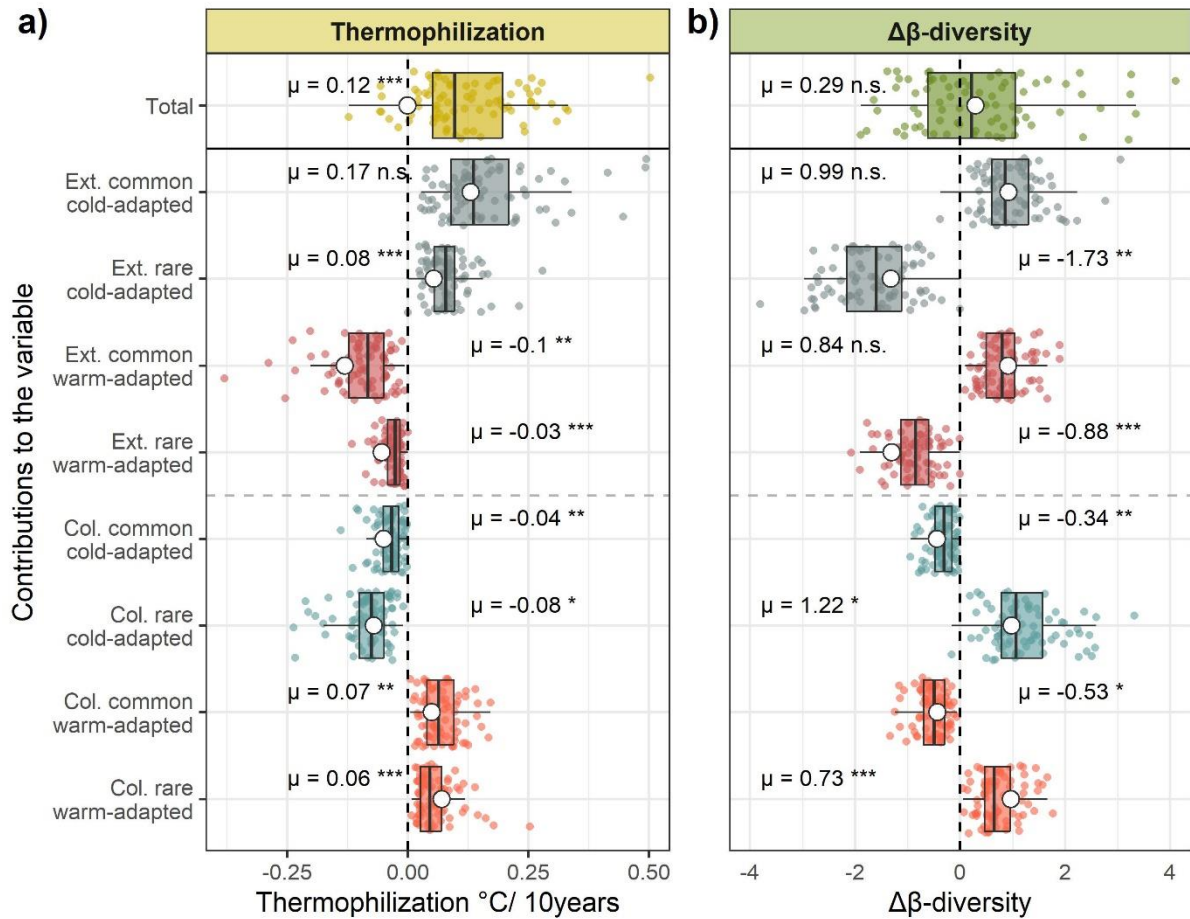 a)
Thermophilization
Contributions to the variable
Total
μ = 0.12 ***
Ext. common
cold-adapted
μ = 0.17 n.s.
Ext. rare
cold-adapted
μ = 0.08 ***
Ext. common
warm-adapted
μ = -0.1 **
Ext. rare
warm-adapted
μ = -0.03 ***
Col. common
cold-adapted
μ = -0.04 **
Col. rare
cold-adapted
μ = -0.08 *
Col. common
warm-adapted
μ = 0.07 **
Col. rare
warm-adapted
μ = 0.06 ***
-0.25 0.00 0.25 0.50
Thermophilization °C/ 10years
b)
Δβ-diversity
μ = 0.29 n.s.
μ = 0.99 n.s.
μ = -1.73 **
μ = 0.84 n.s.
μ = -0.88 ***
μ = -0.34 **
μ = 1.22 *
μ = -0.53 *
μ = 0.73 ***
-4 -2 0 2 4
Δβ-diversity